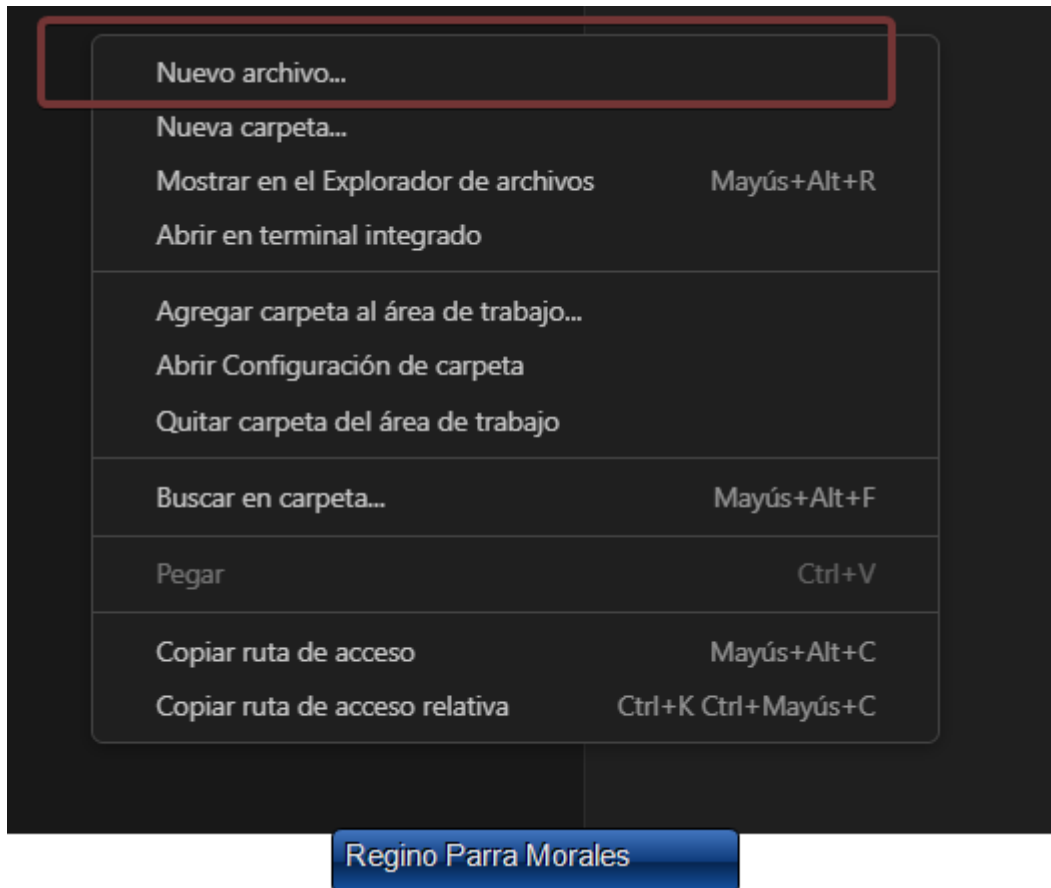 Nuevo archivo...
Nueva carpeta...
Mostrar en el Explorador de archivos Mayús+Alt+R
Abrir en terminal integrado
Agregar carpeta al área de trabajo...
Abrir Configuración de carpeta
Quitar carpeta del área de trabajo
Buscar en carpeta... Mayús+Alt+F
Pegar Ctrl+V
Copiar ruta de acceso Mayús+Alt+C
Copiar ruta de acceso relativa Ctrl+K Ctrl+Mayús+C
Regino Parra Morales